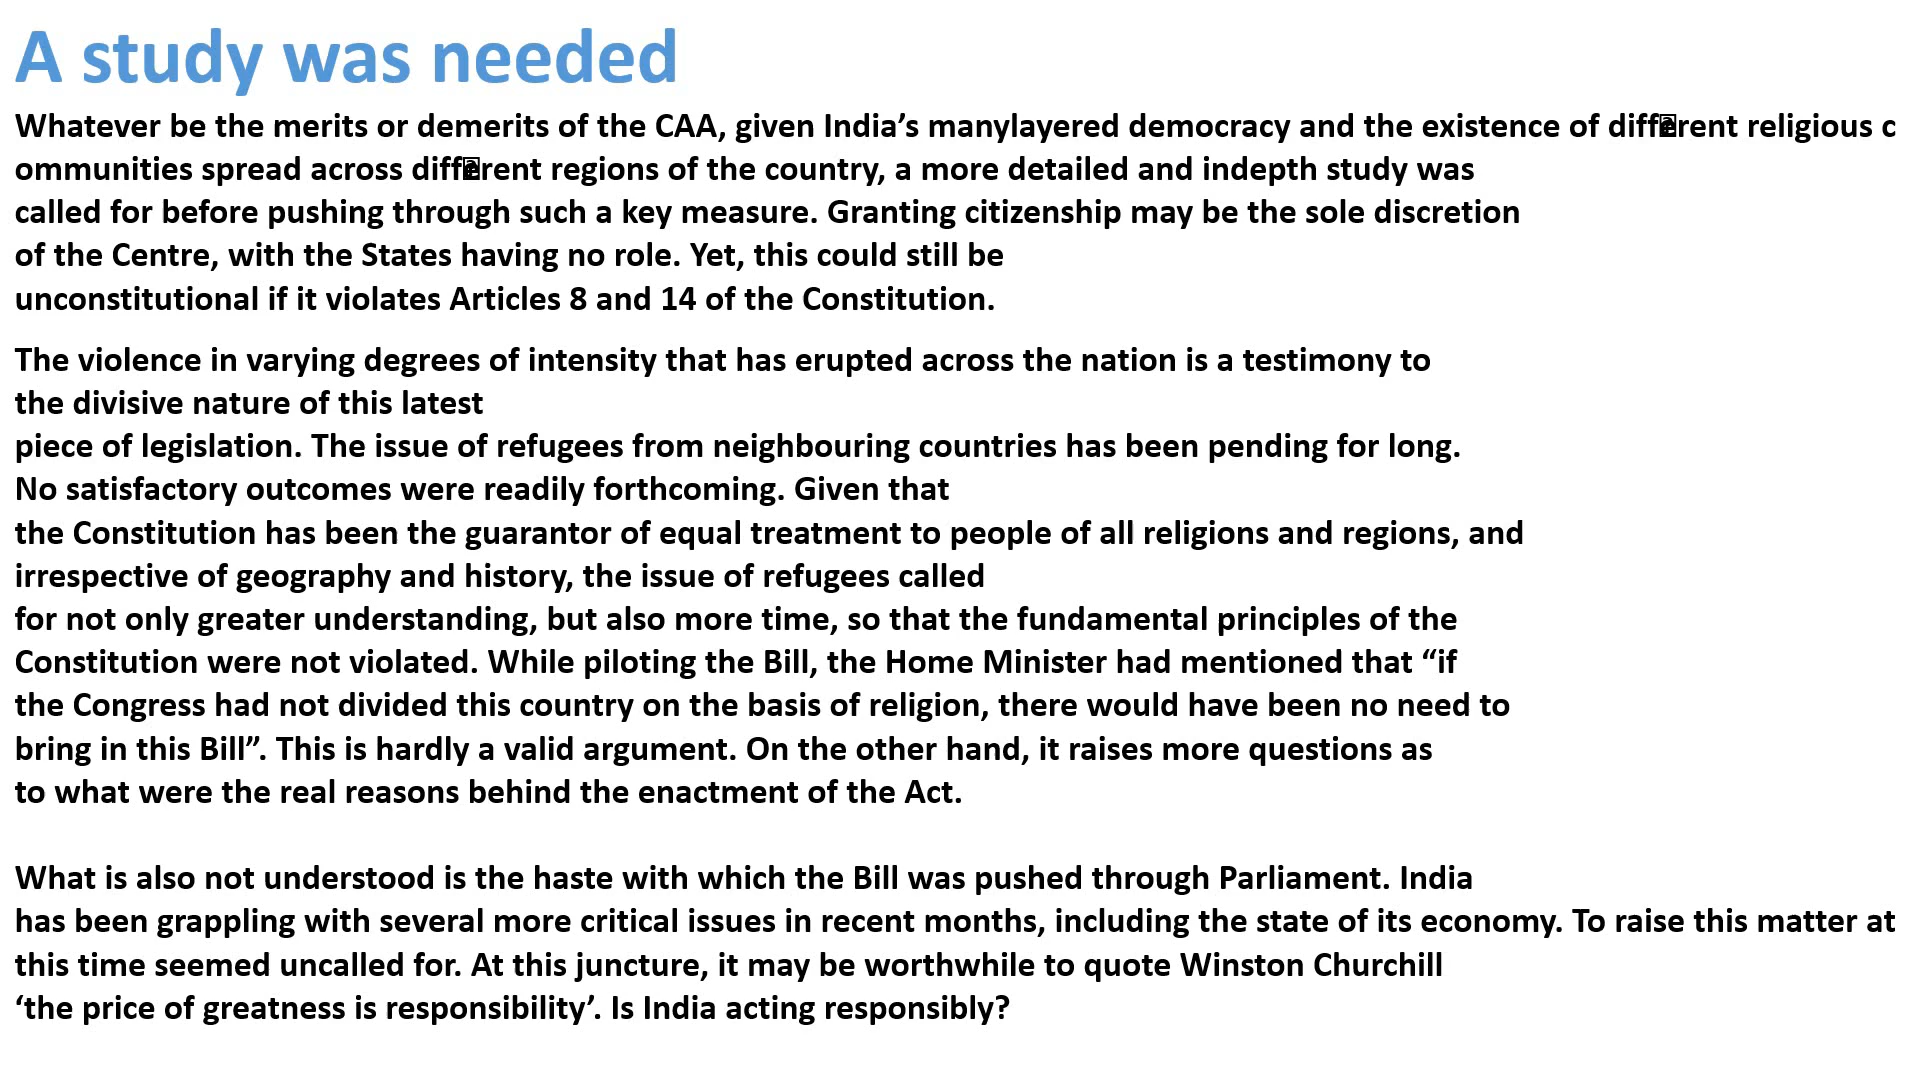 A study was needed
Whatever be the merits or demerits of the CAA, given India’s manylayered democracy and the existence of different religious c
ommunities spread across different regions of the country, a more detailed and indepth study was
called for before pushing through such a key measure. Granting citizenship may be the sole discretion
of the Centre, with the States having no role. Yet, this could still be
unconstitutional if it violates Articles 8 and 14 of the Constitution.
The violence in varying degrees of intensity that has erupted across the nation is a testimony to
the divisive nature of this latest
piece of legislation. The issue of refugees from neighbouring countries has been pending for long.
No satisfactory outcomes were readily forthcoming. Given that
the Constitution has been the guarantor of equal treatment to people of all religions and regions, and
irrespective of geography and history, the issue of refugees called
for not only greater understanding, but also more time, so that the fundamental principles of the
Constitution were not violated. While piloting the Bill, the Home Minister had mentioned that “if
the Congress had not divided this country on the basis of religion, there would have been no need to
bring in this Bill”. This is hardly a valid argument. On the other hand, it raises more questions as
to what were the real reasons behind the enactment of the Act.
What is also not understood is the haste with which the Bill was pushed through Parliament. India
has been grappling with several more critical issues in recent months, including the state of its economy. To raise this matter at
this time seemed uncalled for. At this juncture, it may be worthwhile to quote Winston Churchill
‘the price of greatness is responsibility’. Is India acting responsibly?